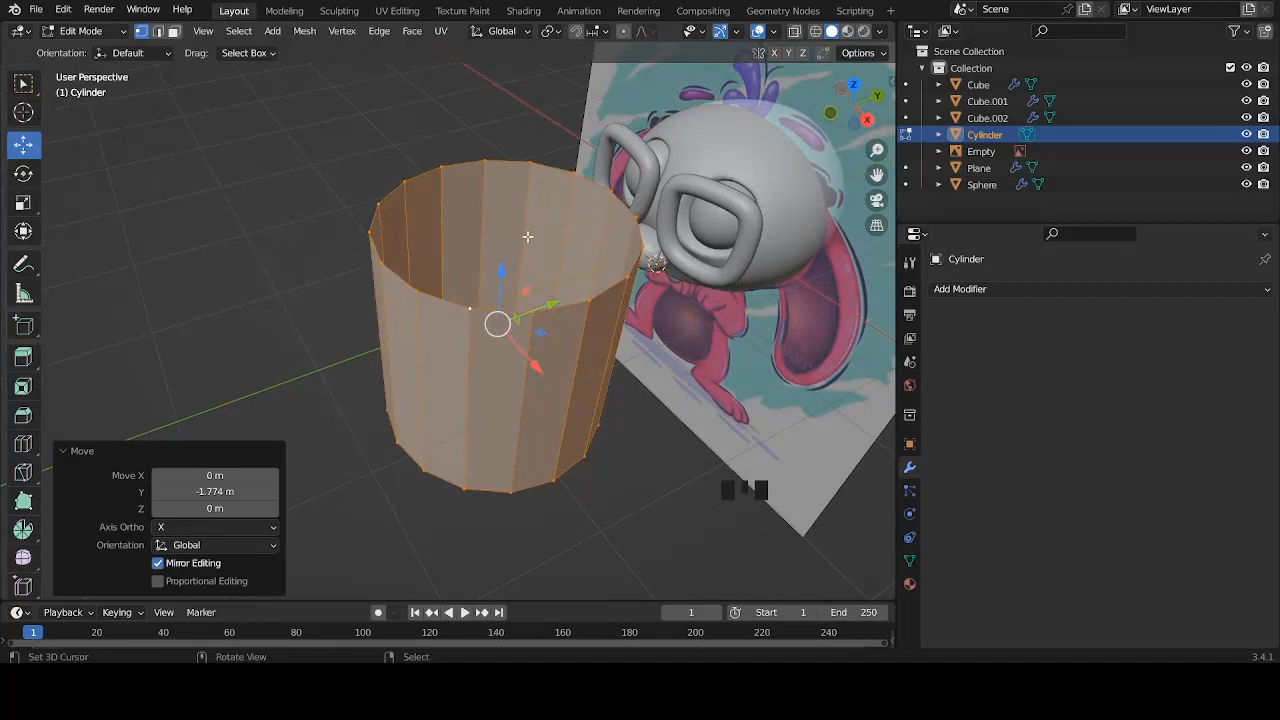 File Edit Render Window Help Layout Modeling Sculpting UV Editing Texture Paint Shading Animation Rendering Compositing Geometry Nodes Scripting Scene ViewLayer
Edit Mode View Select Add Mesh Vertex Edge Face UV Global
Orientation: Default Drag: Select Box X Y Z Options
User Perspective
(1) Cylinder
Z
Y
X
Scene Collection
Collection
Cube
Cube.001
Cube.002
Cylinder
Empty
Plane
Sphere
Cylinder
Add Modifier
Move
Move X 0 m
Y -1.774 m
Z 0 m
Axis Ortho X
Orientation Global
Mirror Editing
Proportional Editing
Playback Keying View Marker 1 Start 1 End 250
1 20 40 60 80 100 120 140 160 180 200 220 240
Set 3D Cursor Rotate View Select 3.4.1